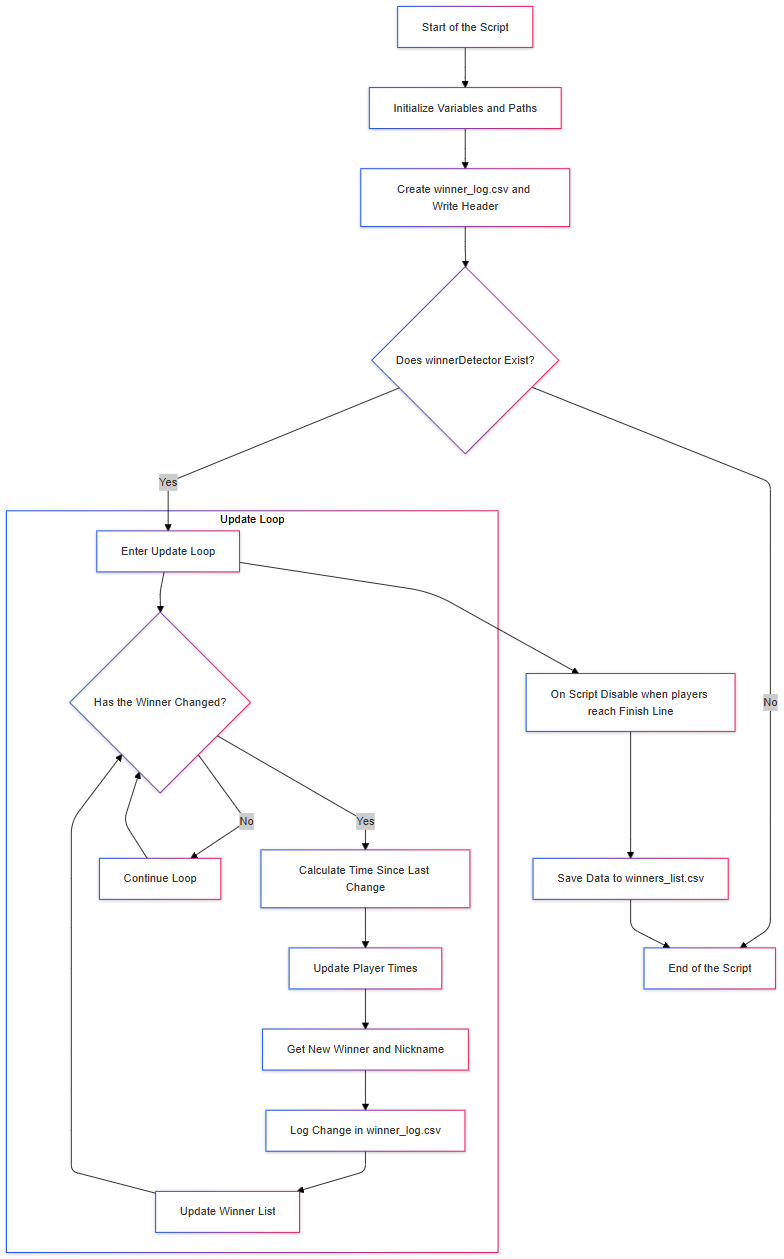 Start of the Script
Initialize Variables and Paths
Create winner_log.csv and
Write Header
Does winnerDetector Exist?
Yes
Update Loop
Enter Update Loop
Has the Winner Changed?
On Script Disable when players
reach Finish Line
No
No
Yes
Continue Loop
Calculate Time Since Last
Change
Save Data to winners_list.csv
Update Player Times
End of the Script
Get New Winner and Nickname
Log Change in winner_log.csv
Update Winner List